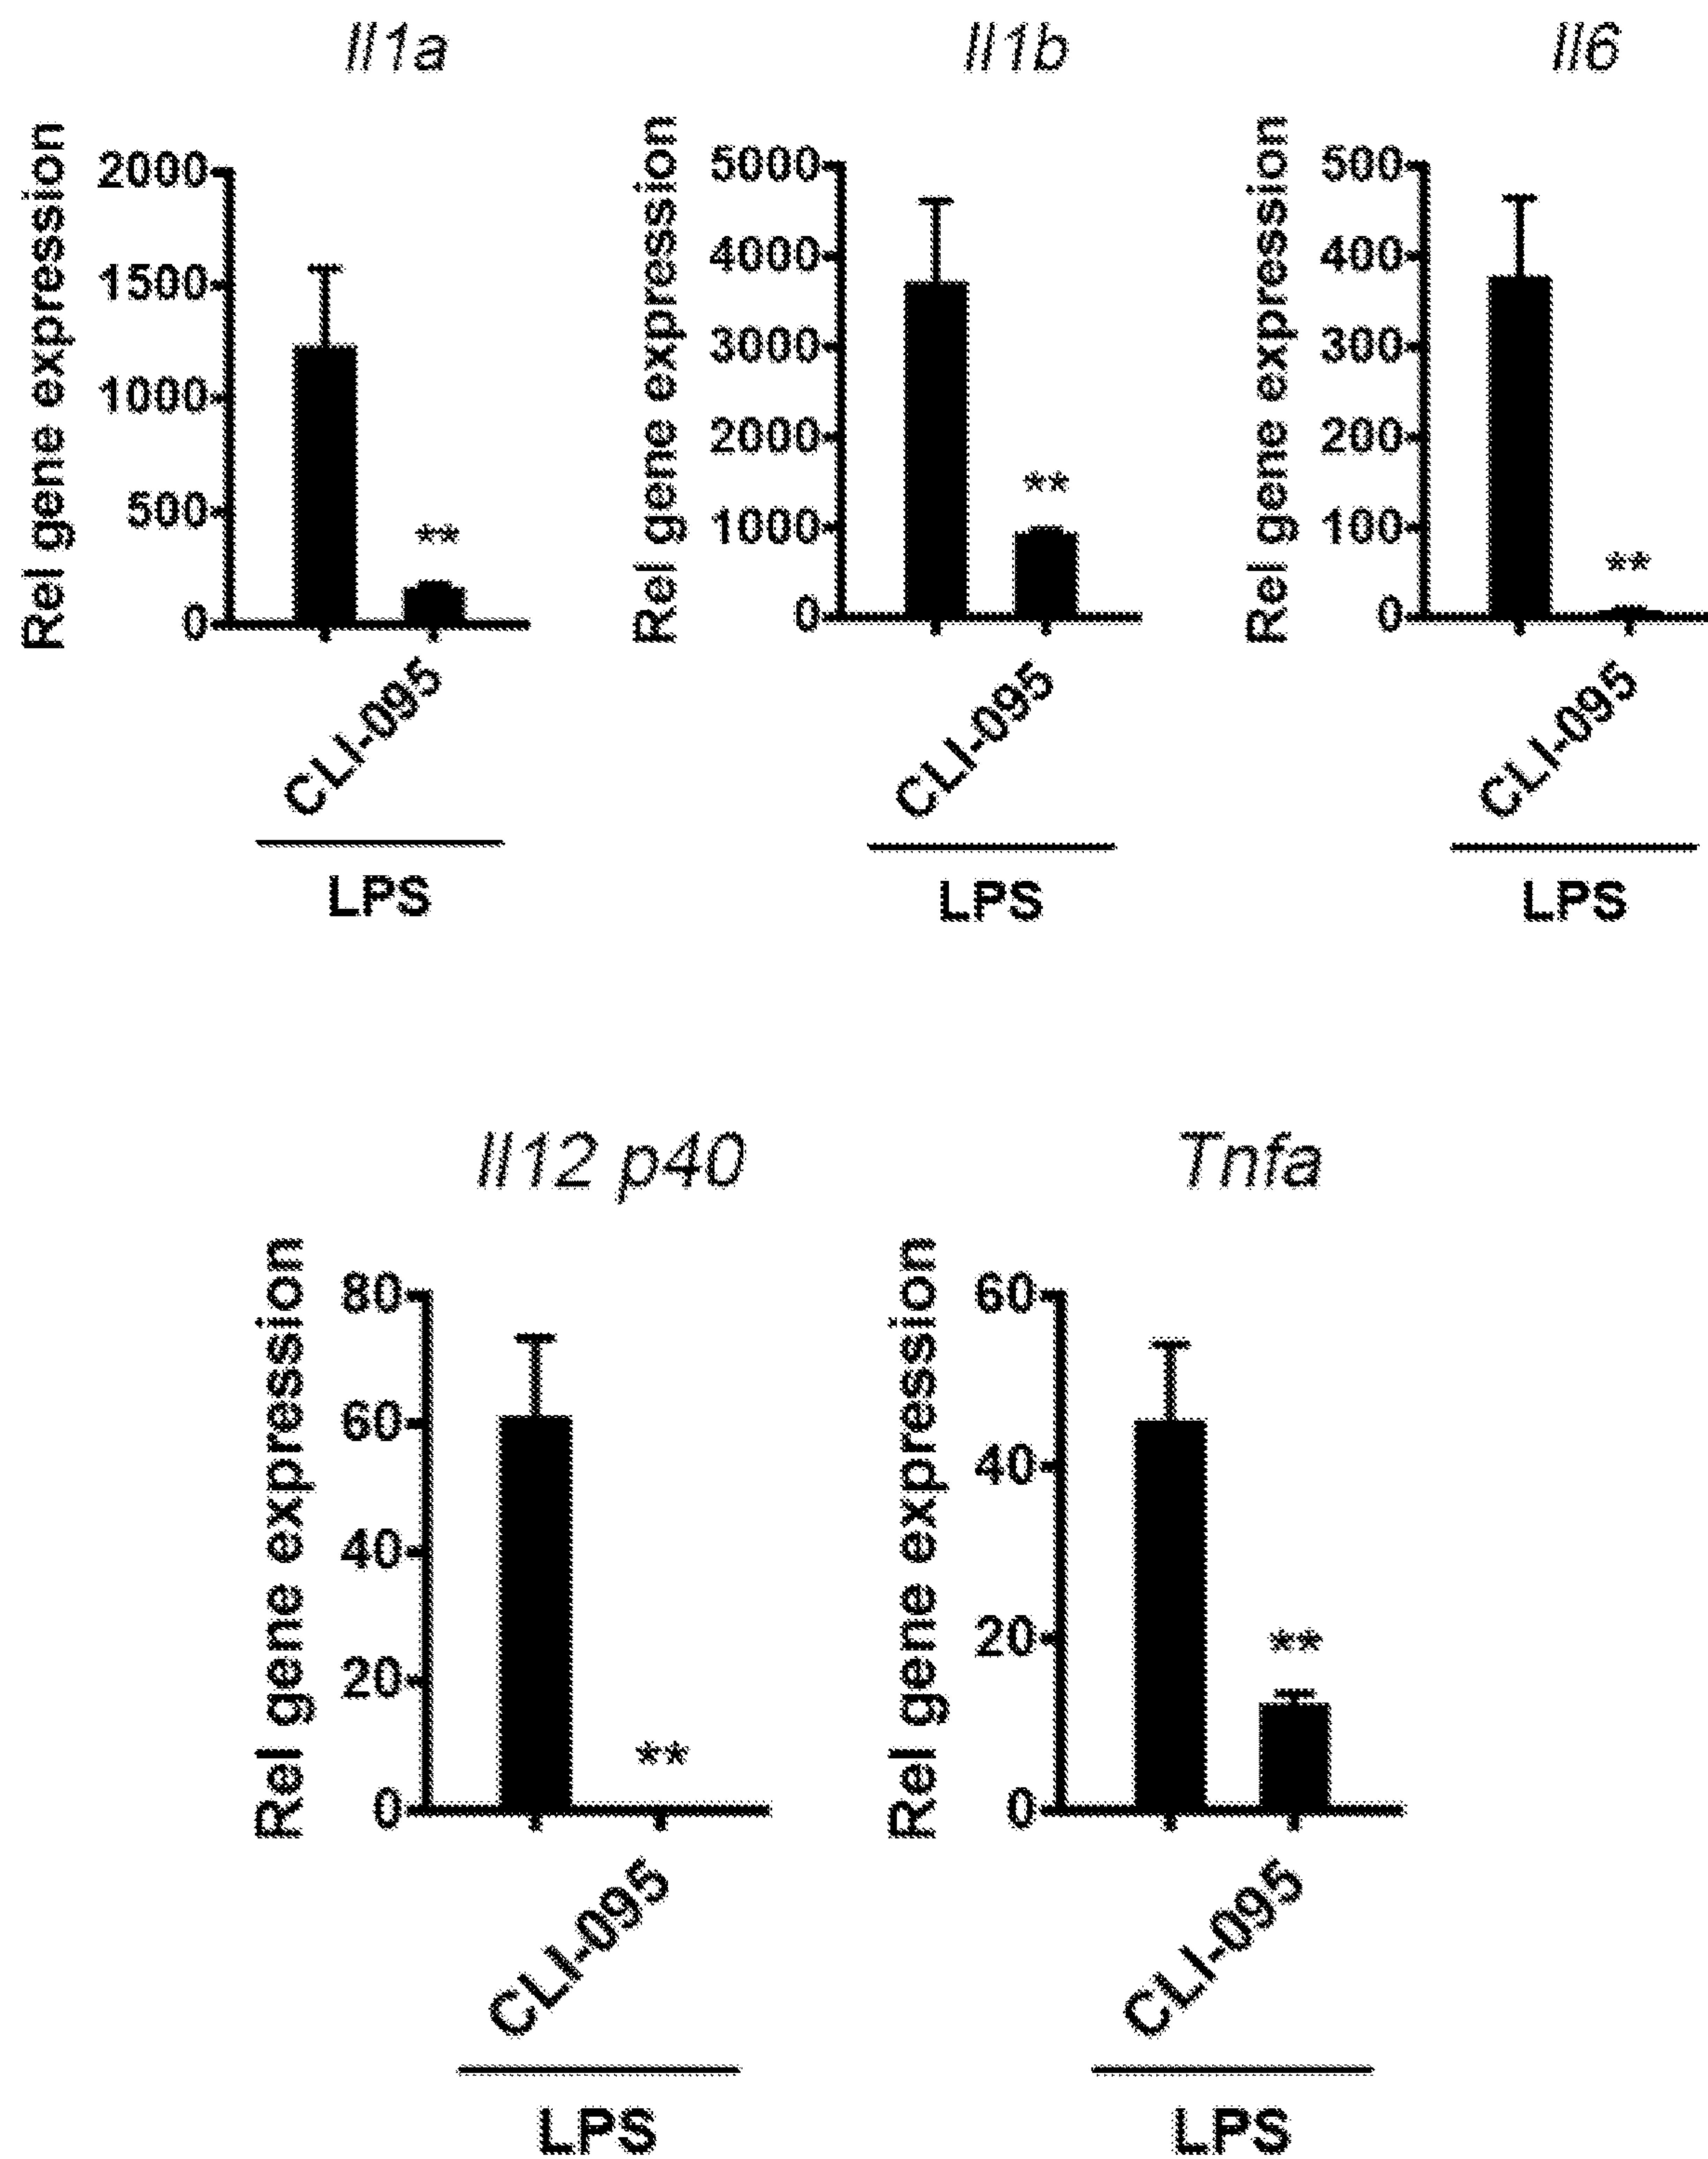 Il1a
Rel gene expression
2000
1500
1000
500
0
**
CLI-095
LPS
Il1b
Rel gene expression
5000
4000
3000
2000
1000
0
**
CLI-095
LPS
Il6
Rel gene expression
500
400
300
200
100
0
**
CLI-095
LPS
Il12 p40
Rel gene expression
80
60
40
20
0
**
CLI-095
LPS
Tnfa
Rel gene expression
60
40
20
0
**
CLI-095
LPS